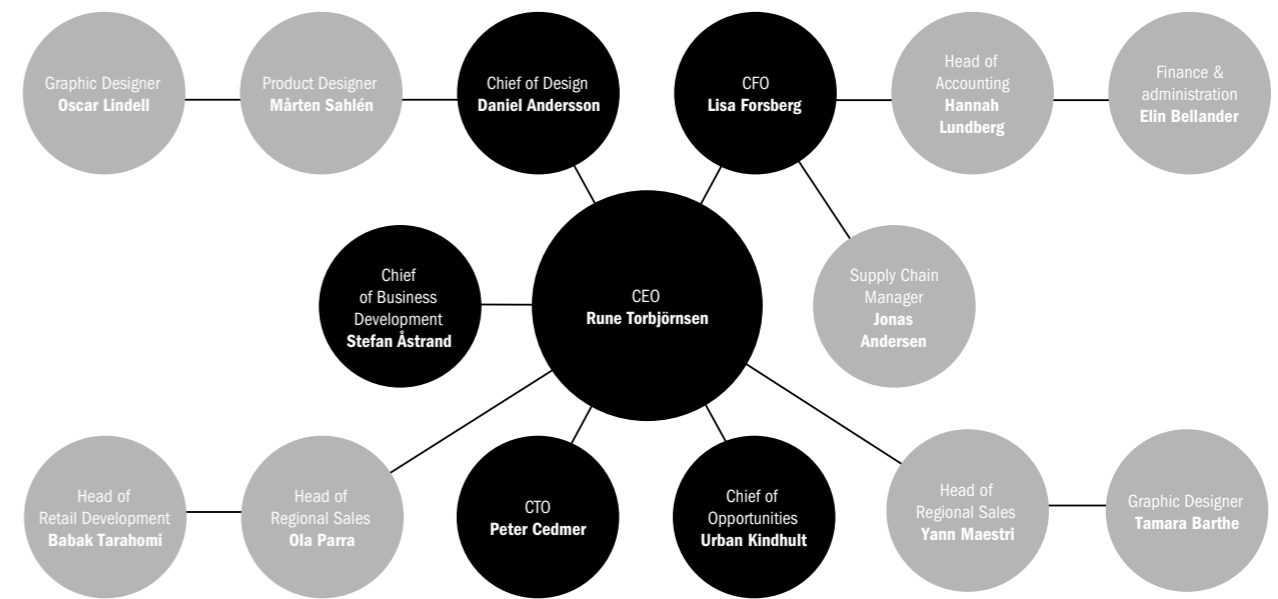 Graphic Designer
Oscar Lindell
Product Designer
Mårten Sahlén
Chief of Design
Daniel Andersson
CFO
Lisa Forsberg
Head of
Accounting
Hannah
Lundberg
Finance &
administration
Elin Bellander
Chief
of Business
Development
Stefan Åstrand
CEO
Rune Torbjörnsen
Supply Chain
Manager
Jonas
Andersen
Head of
Retail Development
Babak Tarahomi
Head of
Regional Sales
Ola Parra
CTO
Peter Cedmer
Chief of
Opportunities
Urban Kindhult
Head of
Regional Sales
Yann Maestri
Graphic Designer
Tamara Barthe